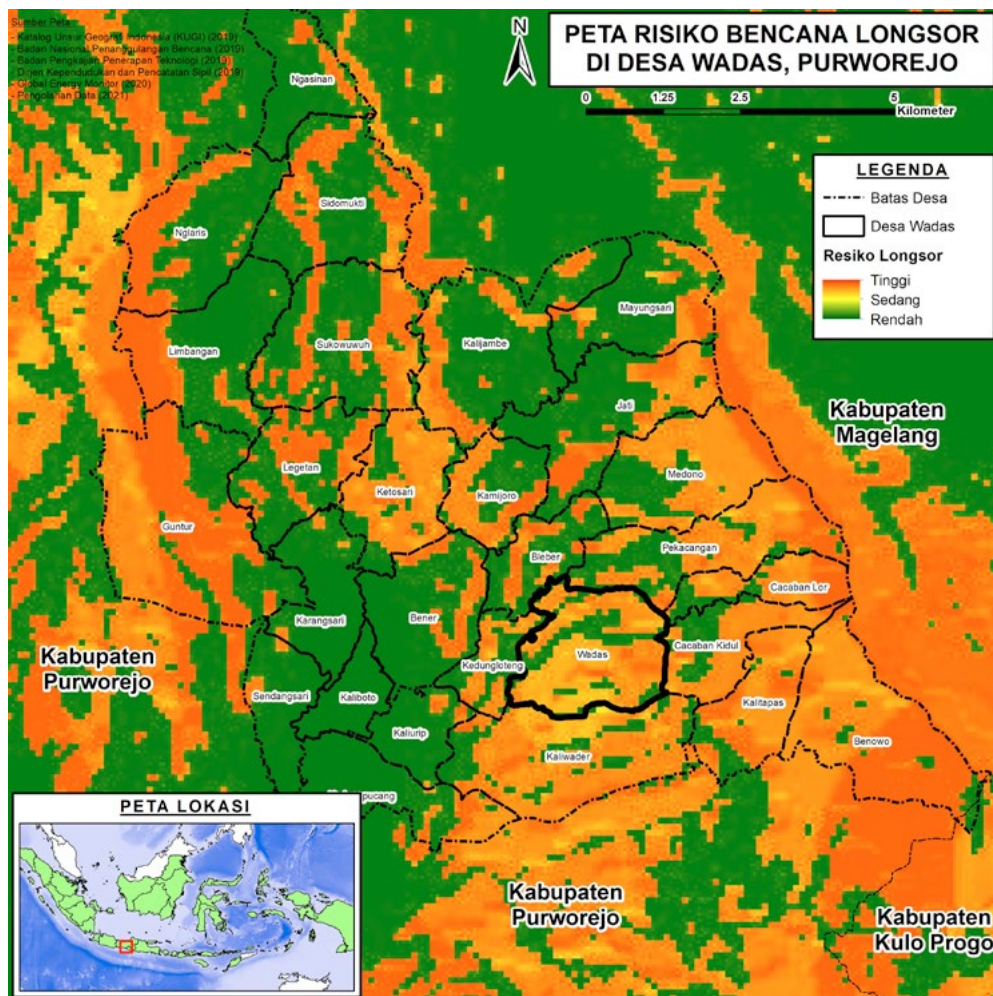 Sumber Peta :
- Katalog Unsur Geografi Indonesia (KUGI) (2019)
- Badan Nasional Penanggulangan Bencana (2019)
- Badan Pengkajian Penerapan Teknologi (2019)
- Dirjen Kependudukan dan Pencatatan Sipil (2019)
- Global Energy Monitor (2020)
- Pengolahan Data (2021)
N
PETA RISIKO BENCANA LONGSOR
DI DESA WADAS, PURWOREJO
0 1.25 2.5 5
Kilometer
LEGENDA
Batas Desa
Desa Wadas
Resiko Longsor
Tinggi
Sedang
Rendah
Ngasinan
Sidomukti
Nglaris
Mayungsari
Sukowuwuh
Kalijambe
Limbangan
Jati
Kabupaten
Magelang
Legetan
Ketosari
Kamijoro
Medono
Guntur
Bleber
Pekacangan
Cacaban Lor
Karangsari
Bener
Cacaban Kidul
Wadas
Kabupaten
Purworejo
Kedungloteng
Sendangsari
Kaliboto
Kalitapas
Kaliurip
Kaliwader
Benowo
pucang
PETA LOKASI
Kabupaten
Purworejo
Kabupaten
Kulo Progo